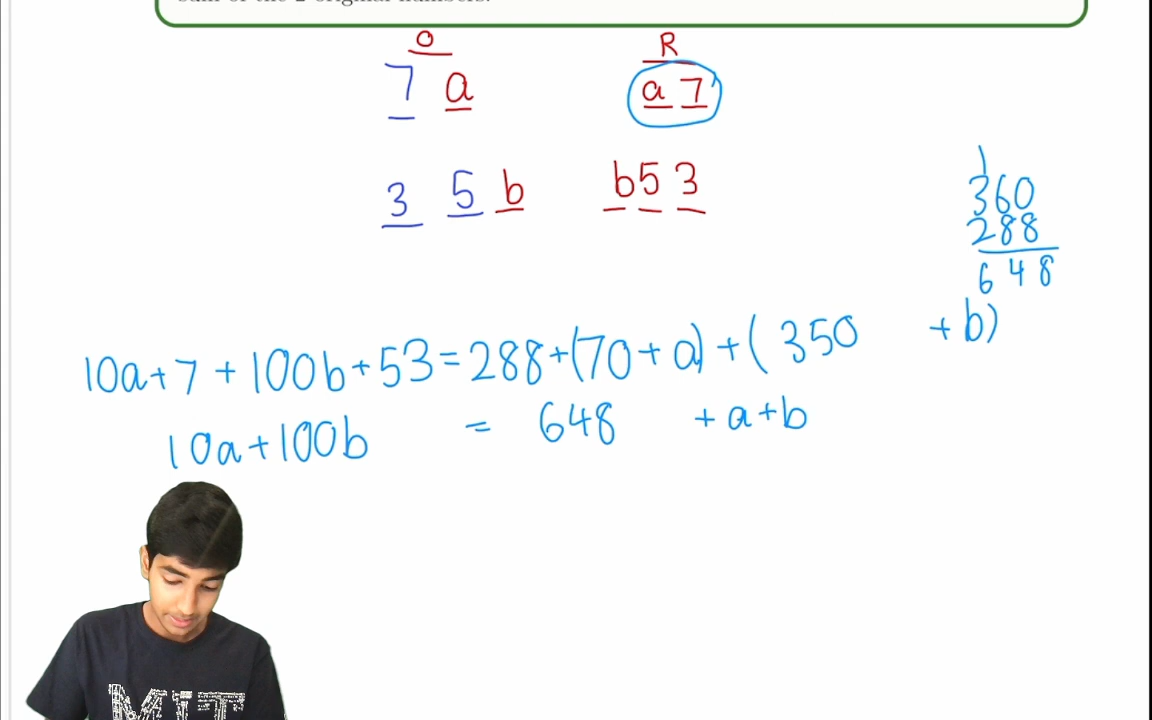 O R
7 a a 7
3 5 b b 5 3
1
360
288
648
10a+7+100b+53=288+(70+a)+(350 +b)
10a+100b = 648 +a+b
MIT